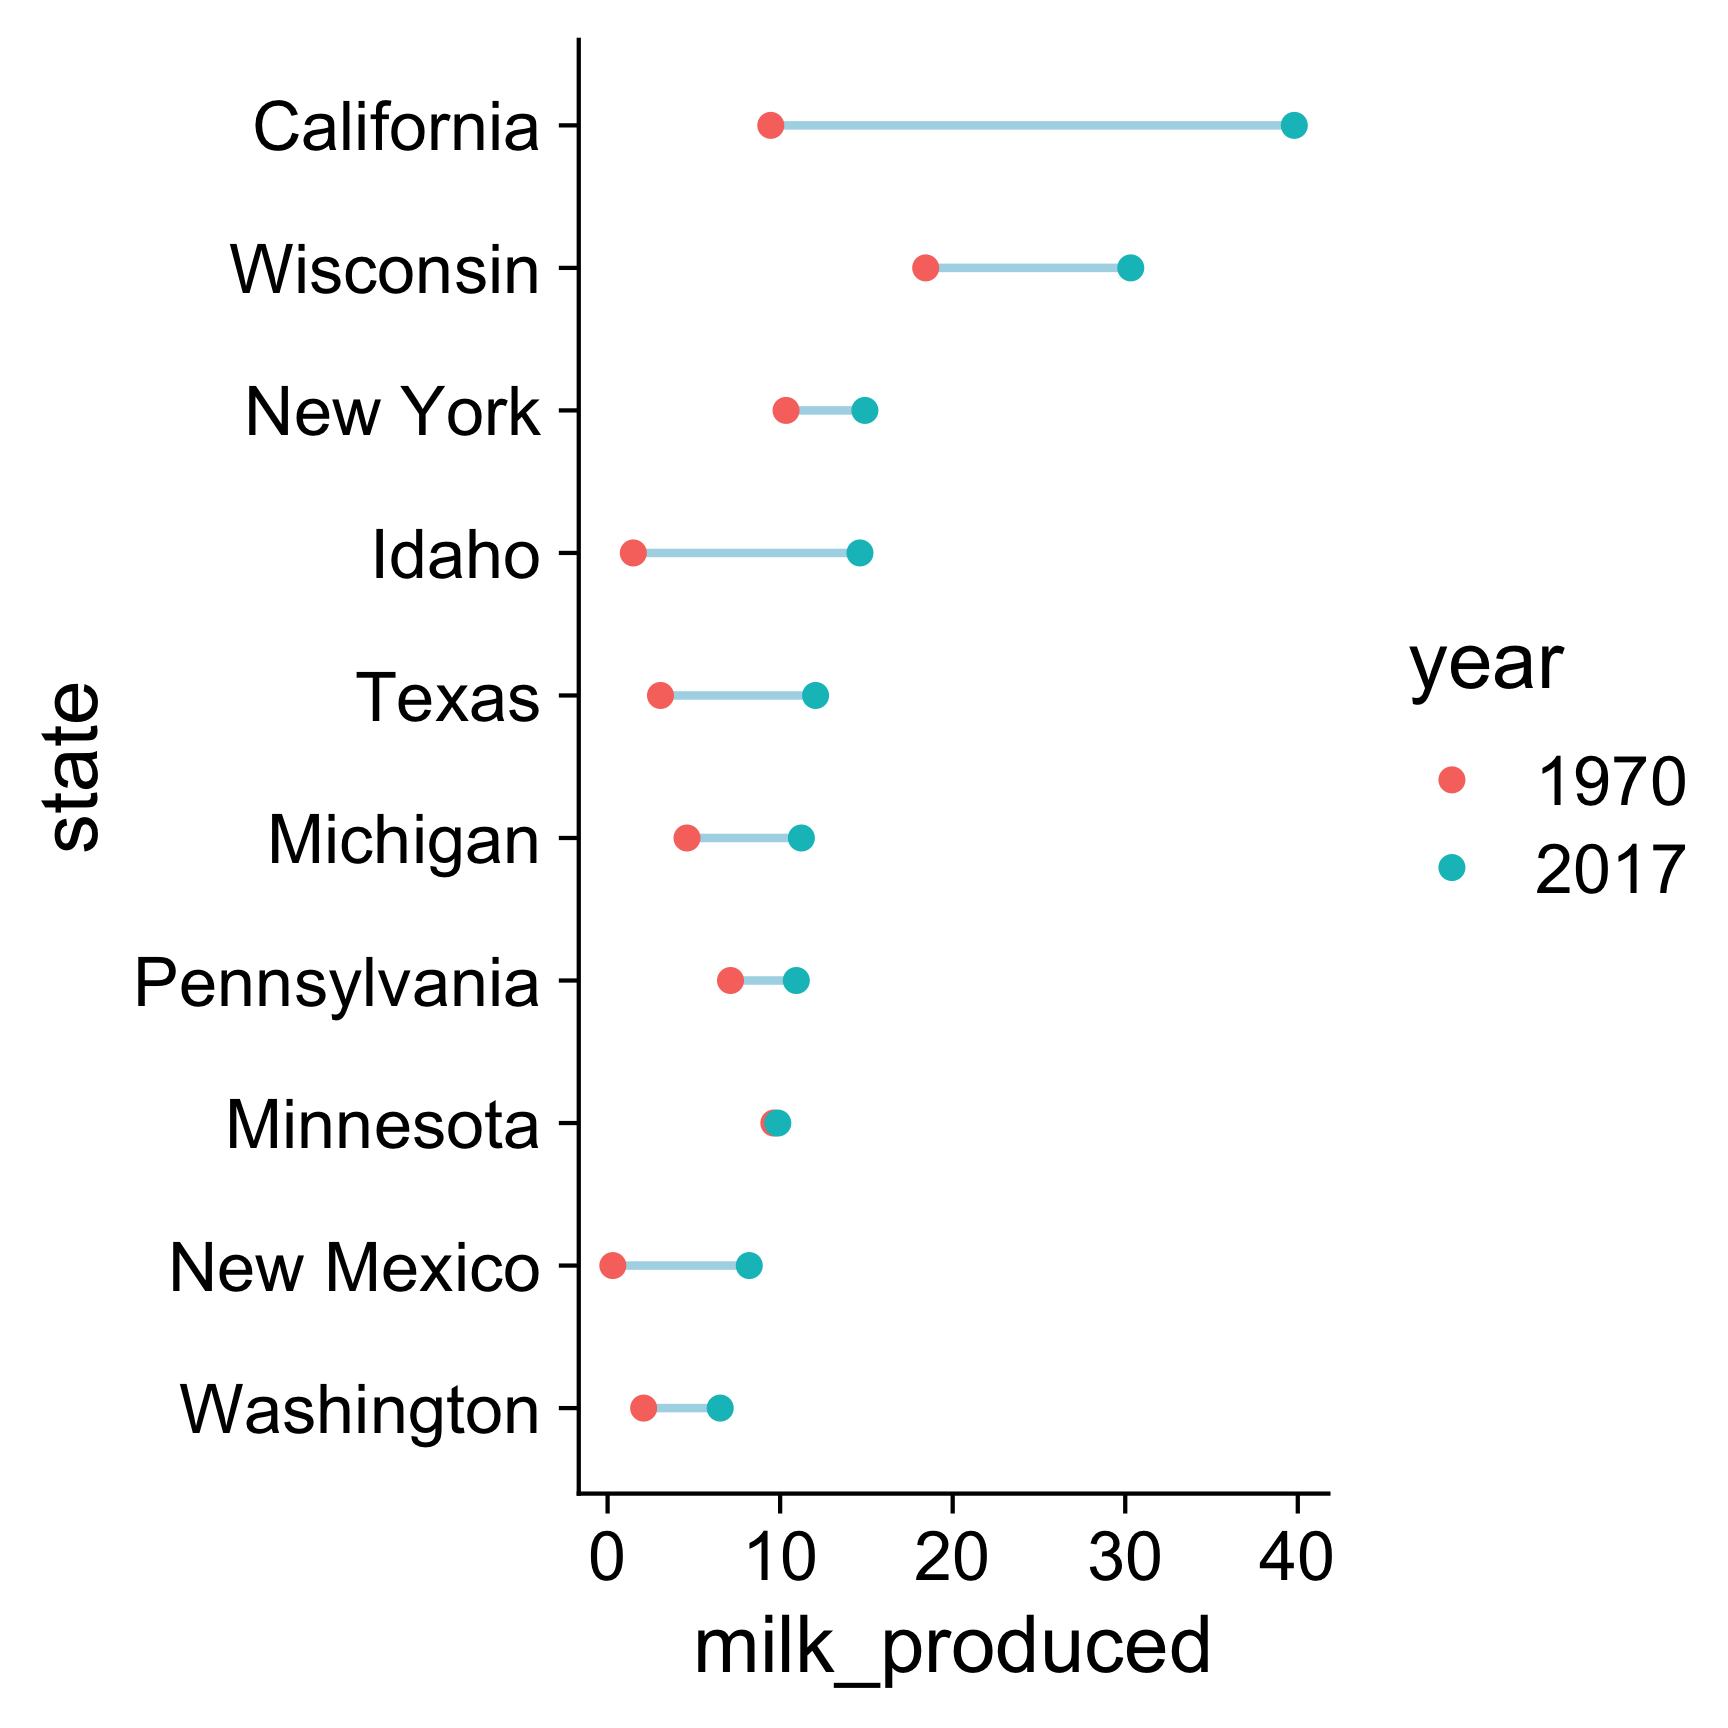 California
Wisconsin
New York
Idaho
Texas
Michigan
Pennsylvania
Minnesota
New Mexico
Washington
state
0 10 20 30 40
milk_produced
year
1970
2017